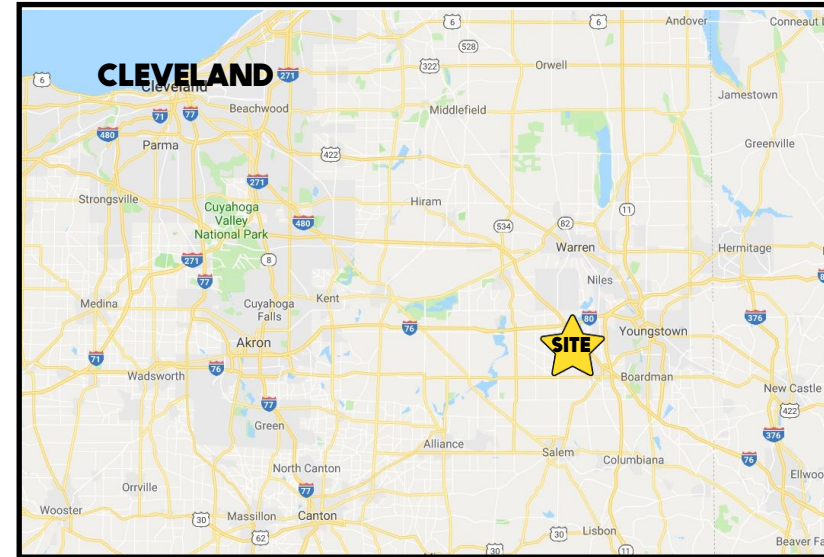 6
6
Andover
Conneaut L
528
322
Orwell
CLEVELAND
271
6
Cleveland
Jamestown
Beachwood
Middlefield
71
77
480
Parma
Greenville
422
271
Strongsville
Hiram
11
Cuyahoga
Valley
National Park
480
534
82
Warren
Hermitage
271
8
77
Niles
Medina
Cuyahoga
Falls
Kent
80
376
76
Youngstown
Akron
SITE
71
76
Wadsworth
Boardman
New Castle
77
422
Green
376
Alliance
Salem
Columbiana
76
North Canton
Ellwoo
Orrville
77
Wooster
30
Massillon
Canton
62
30
Lisbon
30
11
Beaver Fa